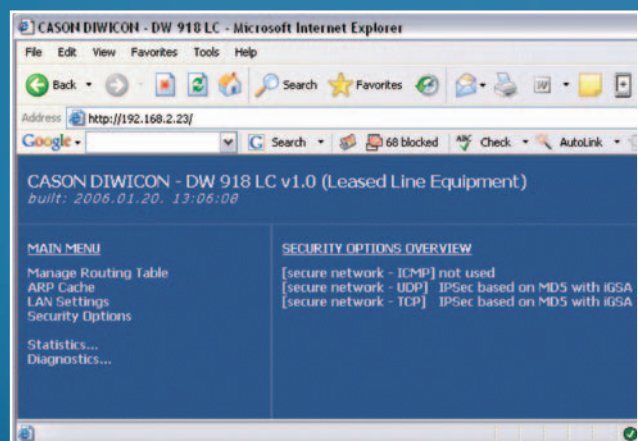 CASON DIWICON - DW 918 LC - Microsoft Internet Explorer
File Edit View Favorites Tools Help
Back Search Favorites
Address http://192.168.2.23/
Google Search 68 blocked ABC Check AutoLink
CASON DIWICON - DW 918 LC v1.0 (Leased Line Equipment)
built: 2006.01.20. 13:06:08
MAIN MENU
Manage Routing Table
ARP Cache
LAN Settings
Security Options
Statistics...
Diagnostics...
SECURITY OPTIONS OVERVIEW
[secure network - ICMP] not used
[secure network - UDP] IPSec based on MD5 with iGSA
[secure network - TCP] IPSec based on MD5 with iGSA